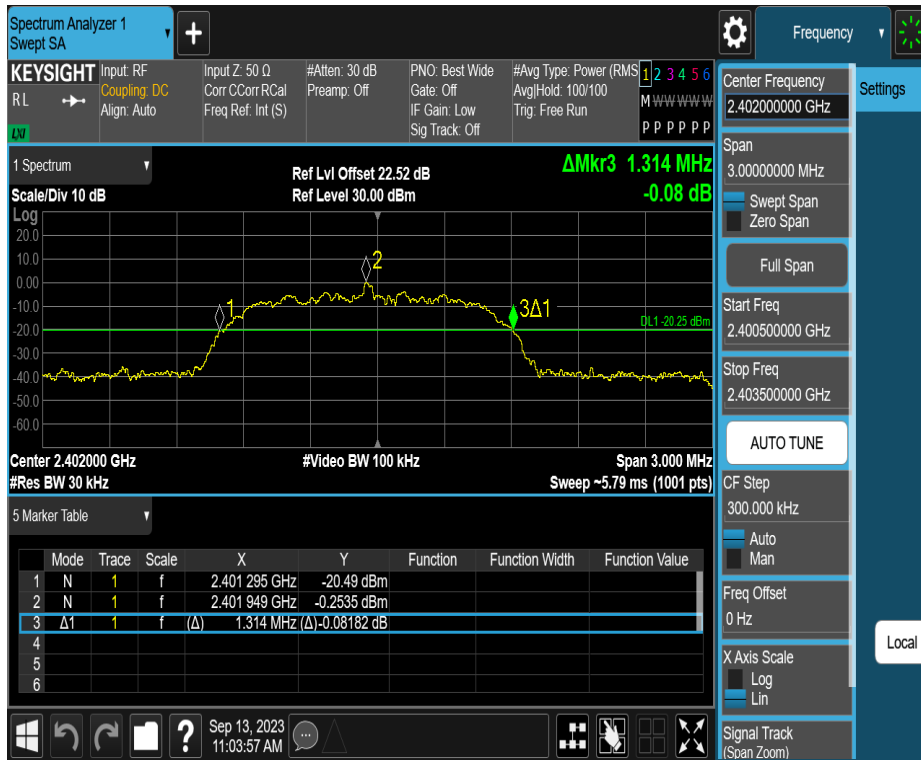 Spectrum Analyzer 1
Swept SA
+
Frequency
KEYSIGHT
RL
LXI
Input: RF
Coupling: DC
Align: Auto
Input Z: 50 Ω
Corr CCorr RCal
Freq Ref: Int (S)
#Atten: 30 dB
Preamp: Off
PNO: Best Wide
Gate: Off
IF Gain: Low
Sig Track: Off
#Avg Type: Power (RMS
Avg|Hold: 100/100
Trig: Free Run
1 2 3 4 5 6
M W W W W W
P P P P P P
1 Spectrum
Scale/Div 10 dB
Ref Lvl Offset 22.52 dB
Ref Level 30.00 dBm
ΔMkr3 1.314 MHz
-0.08 dB
Log
20.0
10.0
0.00
-10.0
-20.0
-30.0
-40.0
-50.0
-60.0
1
2
3Δ1
DL1 -20.25 dBm
Center 2.402000 GHz
#Video BW 100 kHz
Span 3.000 MHz
#Res BW 30 kHz
Sweep ~5.79 ms (1001 pts)
5 Marker Table
Mode Trace Scale X Y Function Function Width Function Value
1 N 1 f 2.401 295 GHz -20.49 dBm
2 N 1 f 2.401 949 GHz -0.2535 dBm
3 Δ1 1 f (Δ) 1.314 MHz (Δ)-0.08182 dB
4
5
6
?
Sep 13, 2023
11:03:57 AM
Center Frequency
2.402000000 GHz
Span
3.00000000 MHz
Swept Span
Zero Span
Full Span
Start Freq
2.400500000 GHz
Stop Freq
2.403500000 GHz
AUTO TUNE
CF Step
300.000 kHz
Auto
Man
Freq Offset
0 Hz
X Axis Scale
Log
Lin
Signal Track
(Span Zoom)
Settings
Local